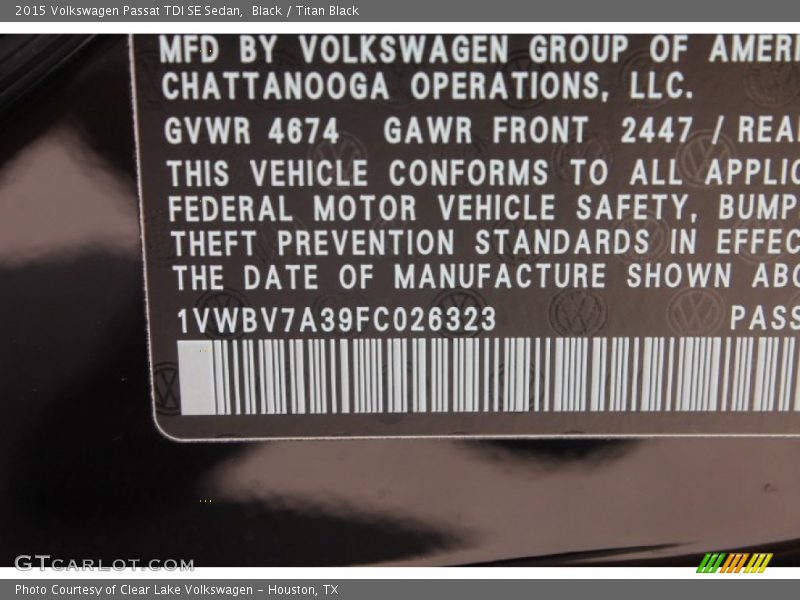 2015 Volkswagen Passat TDI SE Sedan,  Black / Titan Black
MFD BY VOLKSWAGEN GROUP OF AMERI
CHATTANOOGA OPERATIONS, LLC.
GVWR 4674   GAWR FRONT   2447 / REA
THIS VEHICLE CONFORMS TO ALL APPLIC
FEDERAL MOTOR VEHICLE SAFETY, BUMP
THEFT PREVENTION STANDARDS IN EFFEC
THE DATE OF MANUFACTURE SHOWN ABO
1VWBV7A39FC026323   PASS
GTCARLOT.COM
Photo Courtesy of Clear Lake Volkswagen – Houston, TX